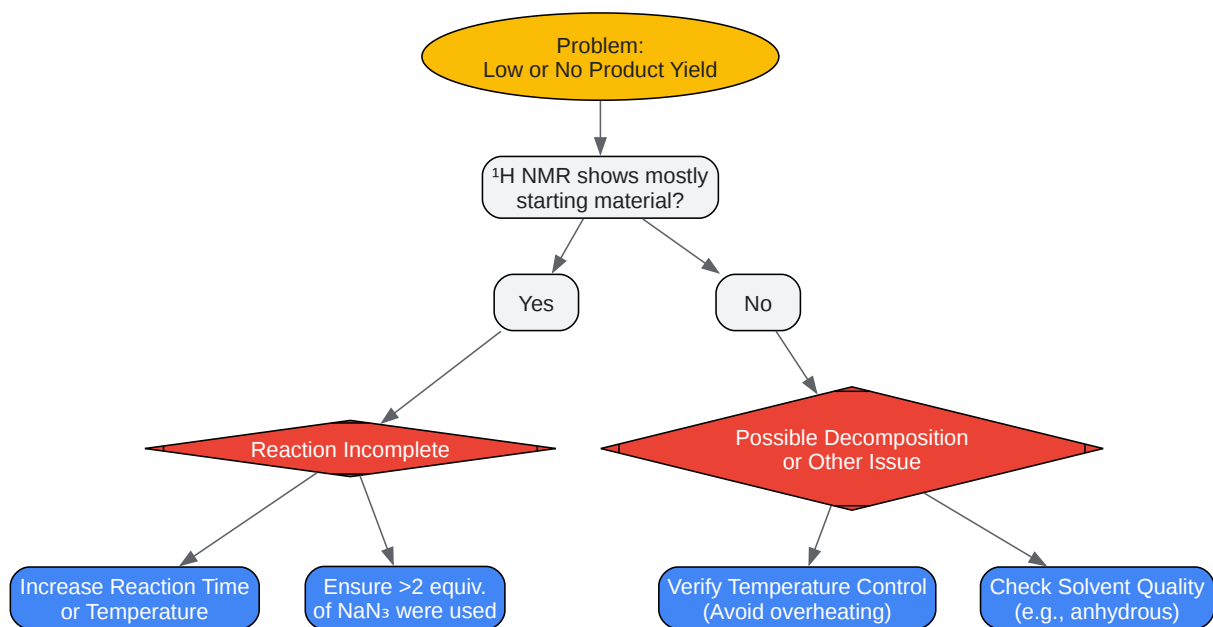 Problem:
Low or No Product Yield
¹H NMR shows mostly
starting material?
Yes
No
Reaction Incomplete
Possible Decomposition
or Other Issue
Increase Reaction Time
or Temperature
Ensure >2 equiv.
of NaN₃ were used
Verify Temperature Control
(Avoid overheating)
Check Solvent Quality
(e.g., anhydrous)